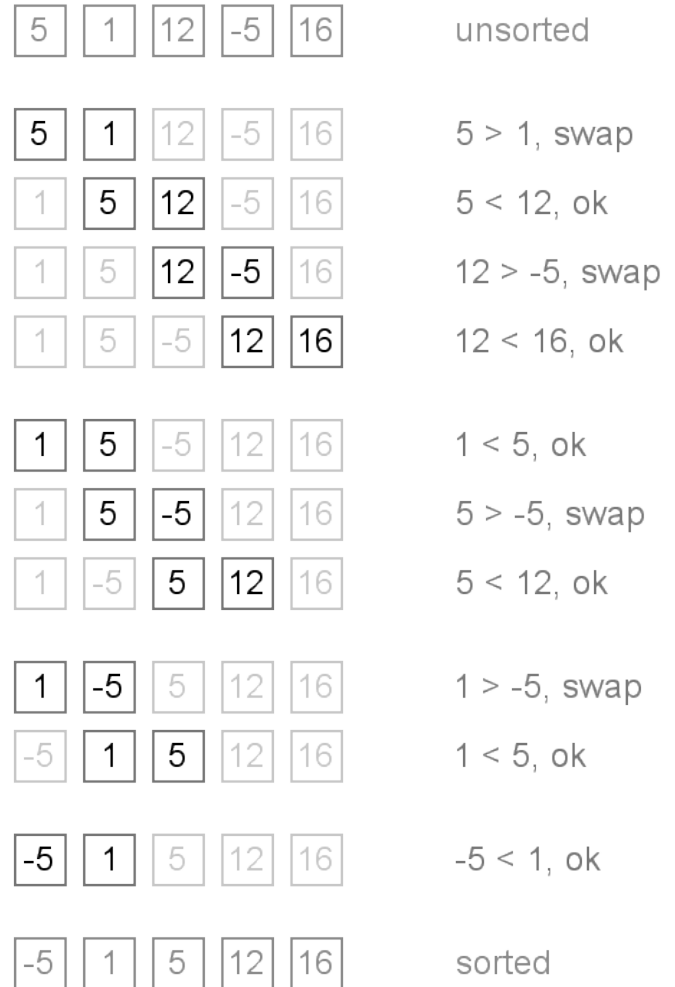 5 1 12 -5 16 unsorted
5 1 12 -5 16 5 > 1, swap
1 5 12 -5 16 5 < 12, ok
1 5 12 -5 16 12 > -5, swap
1 5 -5 12 16 12 < 16, ok
1 5 -5 12 16 1 < 5, ok
1 5 -5 12 16 5 > -5, swap
1 -5 5 12 16 5 < 12, ok
1 -5 5 12 16 1 > -5, swap
-5 1 5 12 16 1 < 5, ok
-5 1 5 12 16 -5 < 1, ok
-5 1 5 12 16 sorted